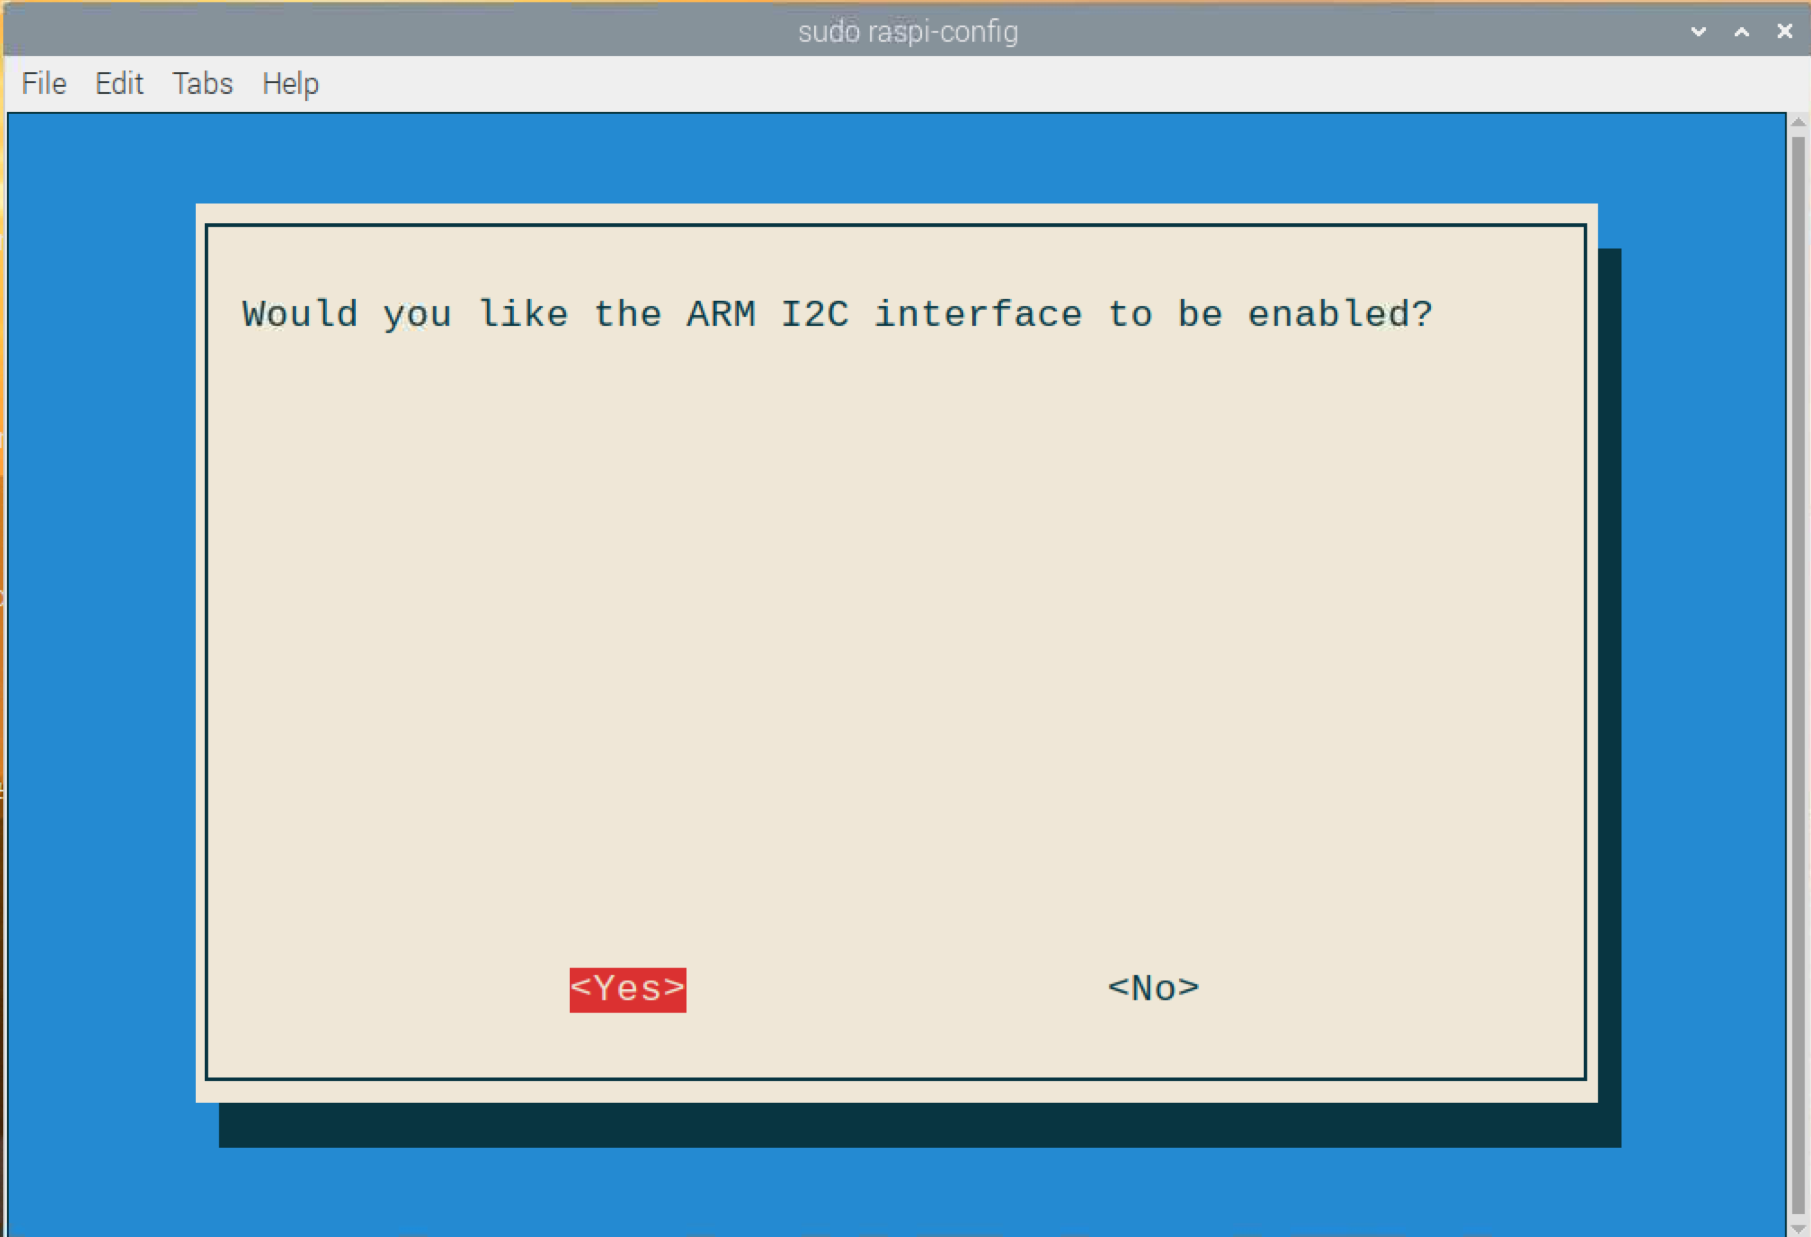 sudo raspi-config
File Edit Tabs Help
Would you like the ARM I2C interface to be enabled?
<Yes> <No>